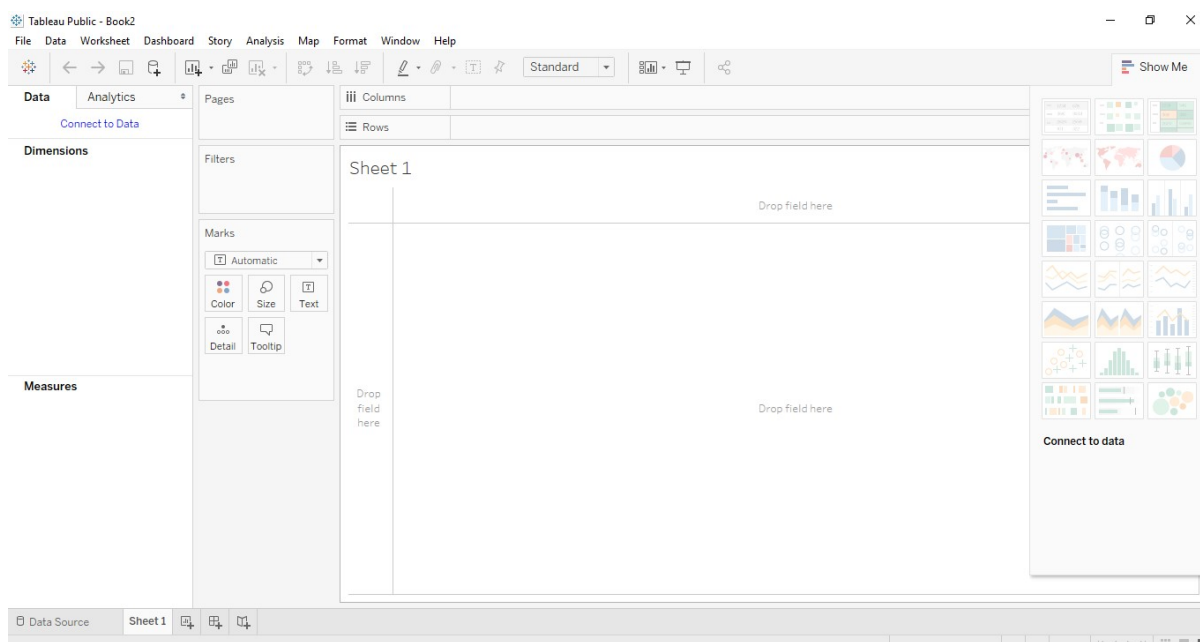 Tableau Public - Book2
File Data Worksheet Dashboard Story Analysis Map Format Window Help
Standard
Show Me
Data Analytics
Connect to Data
Dimensions
Measures
Pages
Filters
Marks
Automatic
Color Size Text
Detail Tooltip
Columns
Rows
Sheet 1
Drop field here
Drop
field
here
Drop field here
Connect to data
Data Source Sheet 1